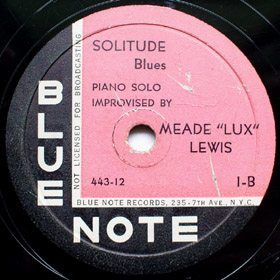 SOLITUDE
Blues
PIANO SOLO
IMPROVISED BY
MEADE "LUX"
LEWIS
443-12
1-B
BLUE NOTE RECORDS, 235-7TH AVE., N.Y.C.
NOT LICENSED FOR BROADCASTING
BLUE
NOTE